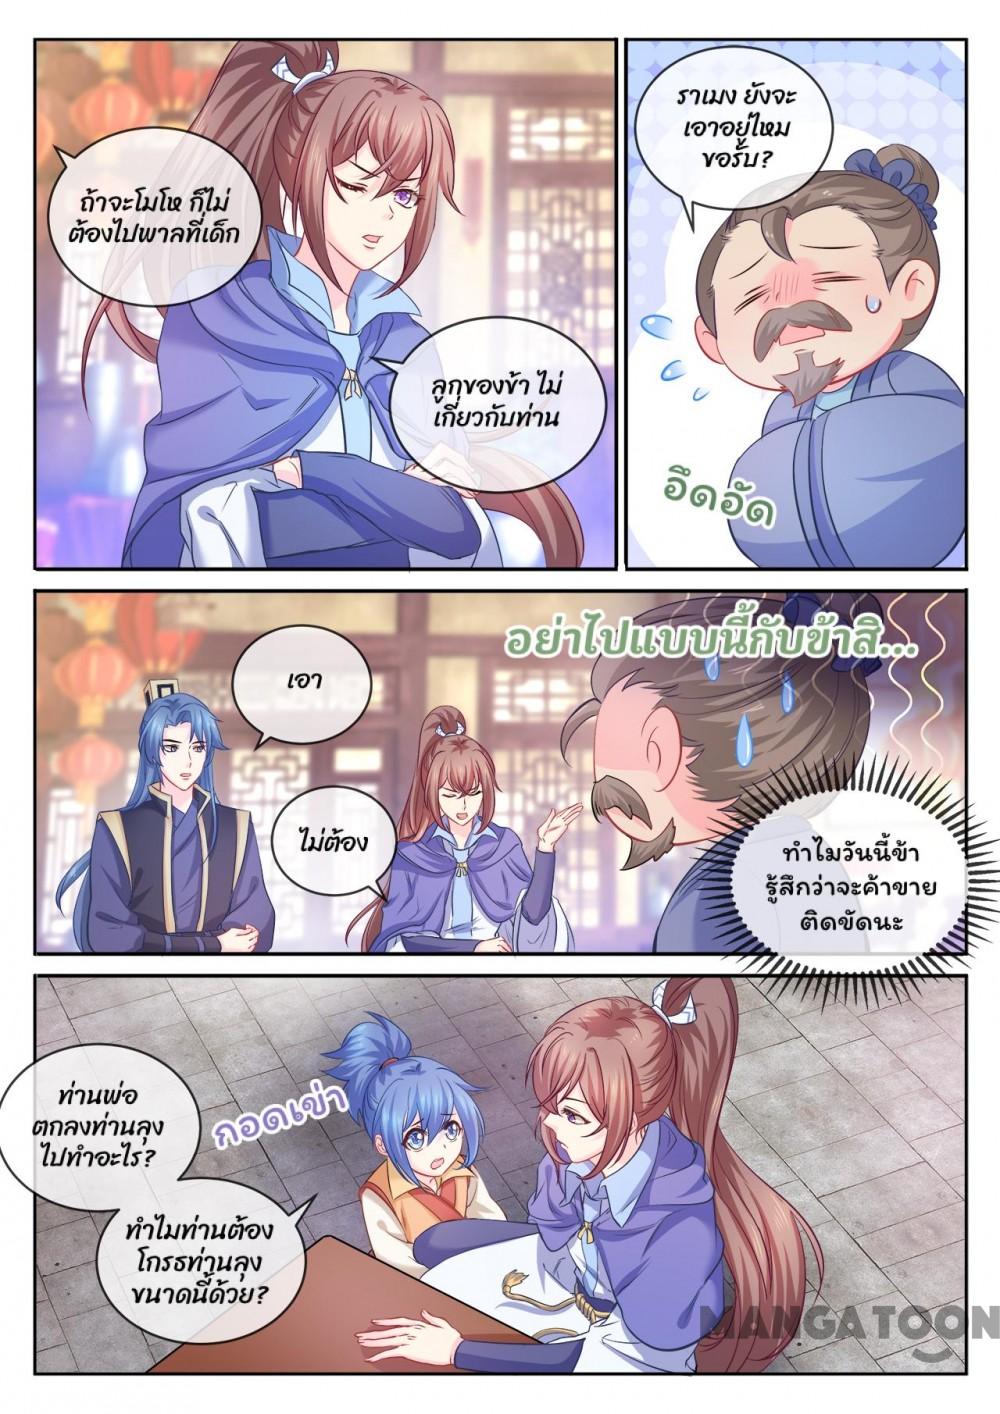 ถ้าจะโมโห ก็ไม่
ต้องไปพาลที่เด็ก
ลูกของข้า ไม่
เกี่ยวกับท่าน
ราเมง ยังจะ
เอาอยู่ไหม
ขอรับ?
อึดอัด
อย่าไปแบบนี้กับข้าสิ...
เอา
ไม่ต้อง
ทำไมวันนี้ข้า
รู้สึกว่าจะค้าขาย
ติดขัดนะ
ท่านพ่อ
ตกลงท่านลุง
ไปทำอะไร?
กอดเข่า
ทำไมท่านต้อง
โกรธท่านลุง
ขนาดนี้ด้วย?
MANGATOON